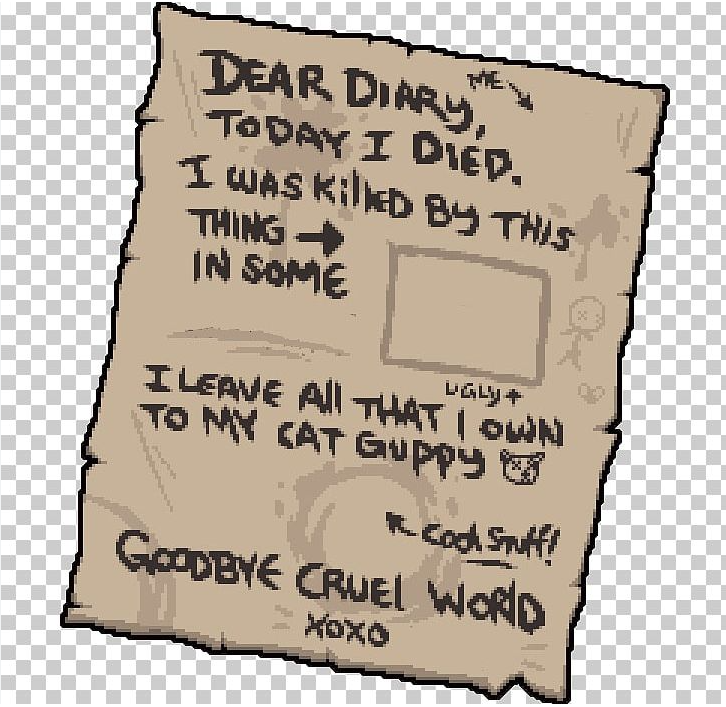 DEAR DIARY,
ME
TODAY I DIED.
I WAS KillED BY THIS
THING →
IN SOME
UGLY ↑
I LEAVE All THAT I OWN
TO MY CAT GUPPY
↖ Cool Stuff!
GOODBYE CRUEl WORlD
XOXO